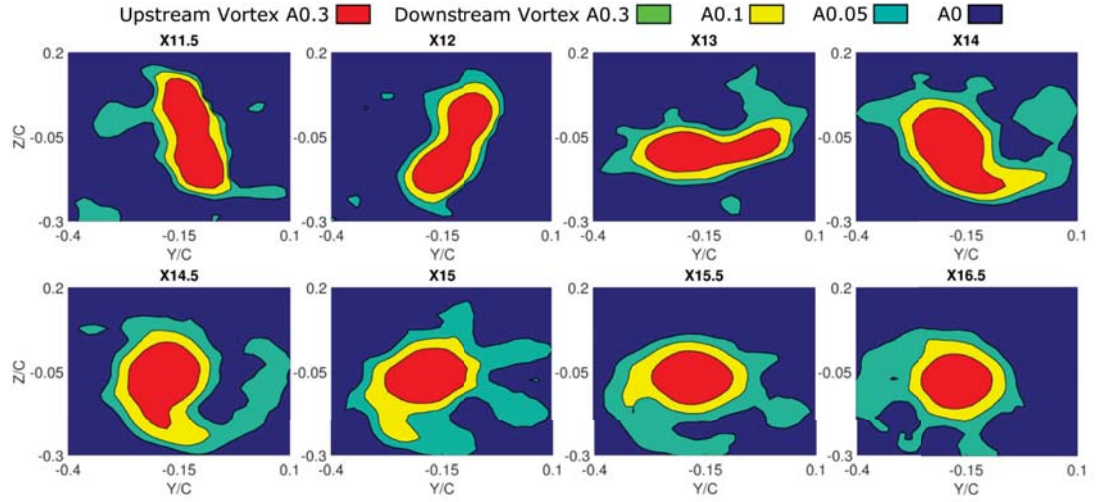 Upstream Vortex A0.3 Downstream Vortex A0.3 A0.1 A0.05 A0
X11.5 X12 X13 X14
0.2 0.2 0.2 0.2
Z/C -0.05 -0.05 -0.05 -0.05
-0.3 -0.3 -0.3 -0.3
-0.4 -0.15 0.1 -0.4 -0.15 0.1 -0.4 -0.15 0.1 -0.4 -0.15 0.1
Y/C Y/C Y/C Y/C
X14.5 X15 X15.5 X16.5
0.2 0.2 0.2 0.2
Z/C -0.05 -0.05 -0.05 -0.05
-0.3 -0.3 -0.3 -0.3
-0.4 -0.15 0.1 -0.4 -0.15 0.1 -0.4 -0.15 0.1 -0.4 -0.15 0.1
Y/C Y/C Y/C Y/C